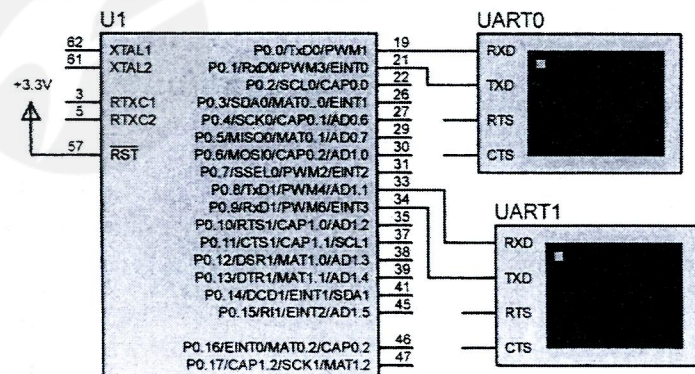 U1
62
XTAL1
61
XTAL2
+3.3V
3
RTXC1
5
RTXC2
57
RST
P0.0/TxD0/PWM1
19
P0.1/RxD0/PWM3/EINT0
21
P0.2/SCL0/CAP0.0
22
P0.3/SDA0/MAT0..0/EINT1
26
P0.4/SCK0/CAP0.1/AD0.6
27
P0.5/MISO0/MAT0.1/AD0.7
29
P0.6/MOSI0/CAP0.2/AD1.0
30
P0.7/SSEL0/PWM2/EINT2
31
P0.8/TxD1/PWM4/AD1.1
33
P0.9/RxD1/PWM6/EINT3
34
P0.10/RTS1/CAP1.0/AD1.2
35
P0.11/CTS1/CAP1.1/SCL1
37
P0.12/DSR1/MAT1.0/AD1.3
38
P0.13/DTR1/MAT1.1/AD1.4
39
P0.14/DCD1/EINT1/SDA1
41
P0.15/RI1/EINT2/AD1.5
45
P0.16/EINT0/MAT0.2/CAP0.2
46
P0.17/CAP1.2/SCK1/MAT1.2
47
UART0
RXD
TXD
RTS
CTS
UART1
RXD
TXD
RTS
CTS